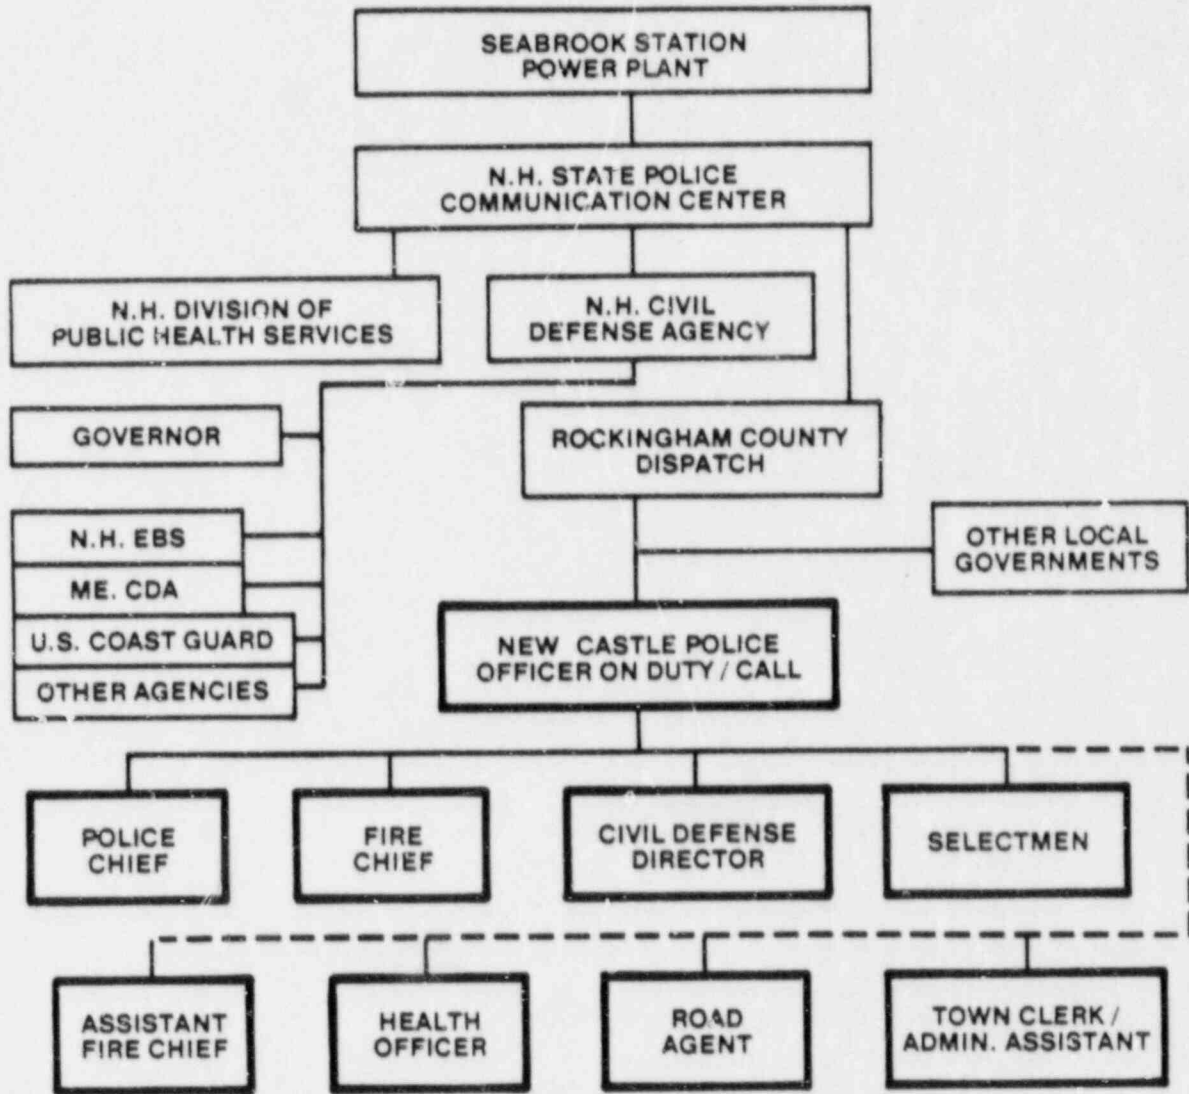 SEABROOK STATION
POWER PLANT
N.H. STATE POLICE
COMMUNICATION CENTER
N.H. DIVISION OF
PUBLIC HEALTH SERVICES
N.H. CIVIL
DEFENSE AGENCY
GOVERNOR
ROCKINGHAM COUNTY
DISPATCH
N.H. EBS
ME. CDA
U.S. COAST GUARD
OTHER AGENCIES
OTHER LOCAL
GOVERNMENTS
NEW CASTLE POLICE
OFFICER ON DUTY / CALL
POLICE
CHIEF
FIRE
CHIEF
CIVIL DEFENSE
DIRECTOR
SELECTMEN
ASSISTANT
FIRE CHIEF
HEALTH
OFFICER
ROAD
AGENT
TOWN CLERK /
ADMIN. ASSISTANT